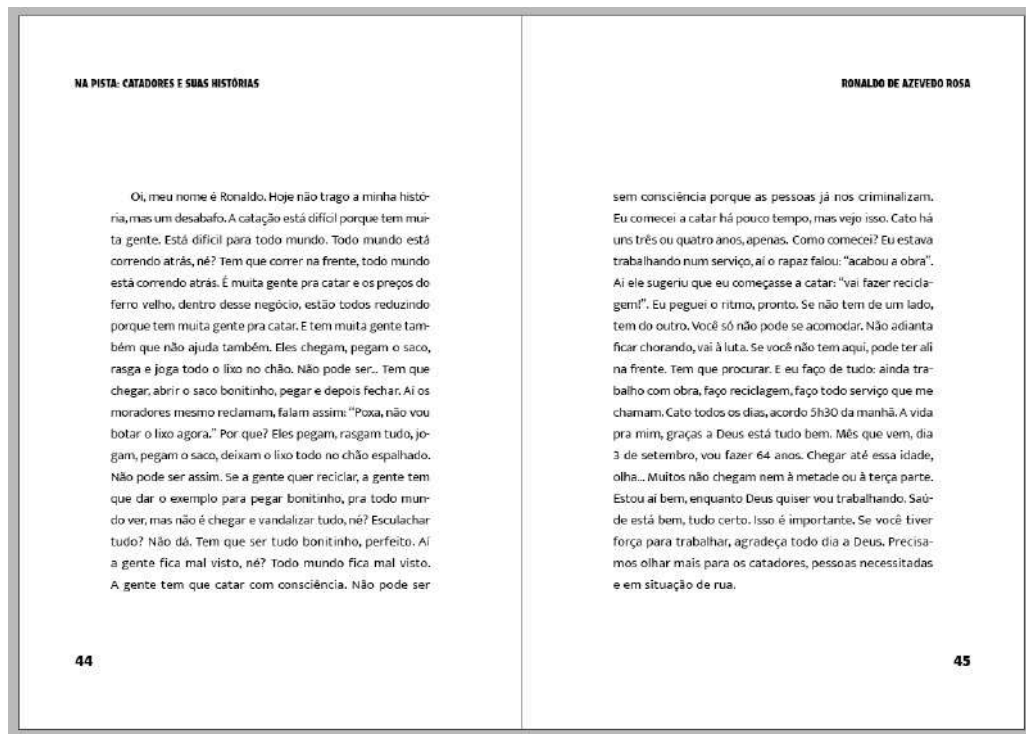 NA PISTA: CATADORES E SUAS HISTÓRIAS
Oi, meu nome é Ronaldo. Hoje não trago a minha histó-
ria, mas um desabafo. A catação está difícil porque tem mui-
ta gente. Está difícil para todo mundo. Todo mundo está
correndo atrás, né? Tem que correr na frente, todo mundo
está correndo atrás. É muita gente pra catar e os preços do
ferro velho, dentro desse negócio, estão todos reduzindo
porque tem muita gente pra catar. E tem muita gente tam-
bém que não ajuda também. Eles chegam, pegam o saco,
rasga e joga todo o lixo no chão. Não pode ser... Tem que
chegar, abrir o saco bonitinho, pegar e depois fechar. Aí os
moradores mesmo reclamam, falam assim: “Poxa, não vou
botar o lixo agora.” Por que? Eles pegam, rasgam tudo, jo-
gam, pegam o saco, deixam o lixo todo no chão espalhado.
Não pode ser assim. Se a gente quer reciclar, a gente tem
que dar o exemplo para pegar bonitinho, pra todo mun-
do ver, mas não é chegar e vandalizar tudo, né? Esculachar
tudo? Não dá. Tem que ser tudo bonitinho, perfeito. Aí
a gente fica mal visto, né? Todo mundo fica mal visto.
A gente tem que catar com consciência. Não pode ser
44
RONALDO DE AZEVEDO ROSA
sem consciência porque as pessoas já nos criminalizam.
Eu comecei a catar há pouco tempo, mas vejo isso. Cato há
uns três ou quatro anos, apenas. Como comecei? Eu estava
trabalhando num serviço, aí o rapaz falou: “acabou a obra”.
Aí ele sugeriu que eu começasse a catar: “vai fazer recicla-
gem!”. Eu peguei o ritmo, pronto. Se não tem de um lado,
tem do outro. Você só não pode se acomodar. Não adianta
ficar chorando, vai à luta. Se você não tem aqui, pode ter ali
na frente. Tem que procurar. E eu faço de tudo: ainda tra-
balho com obra, faço reciclagem, faço todo serviço que me
chamam. Cato todos os dias, acordo 5h30 da manhã. A vida
pra mim, graças a Deus está tudo bem. Mês que vem, dia
3 de setembro, vou fazer 64 anos. Chegar até essa idade,
olha... Muitos não chegam nem à metade ou à terça parte.
Estou aí bem, enquanto Deus quiser vou trabalhando. Saú-
de está bem, tudo certo. Isso é importante. Se você tiver
força para trabalhar, agradeça todo dia a Deus. Precisa-
mos olhar mais para os catadores, pessoas necessitadas
e em situação de rua.
45